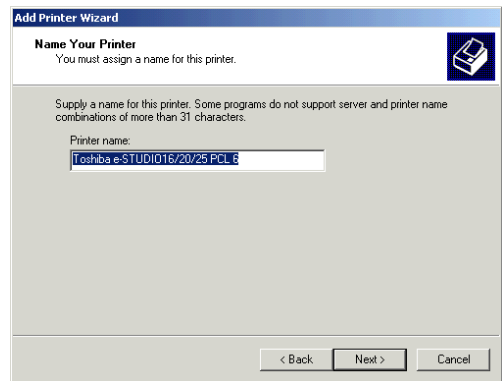 Add Printer Wizard
Name Your Printer
You must assign a name for this printer.
Supply a name for this printer. Some programs do not support server and printer name
combinations of more than 31 characters.
Printer name:
Toshiba e-STUDIO16/20/25 PCL 6
< Back Next > Cancel